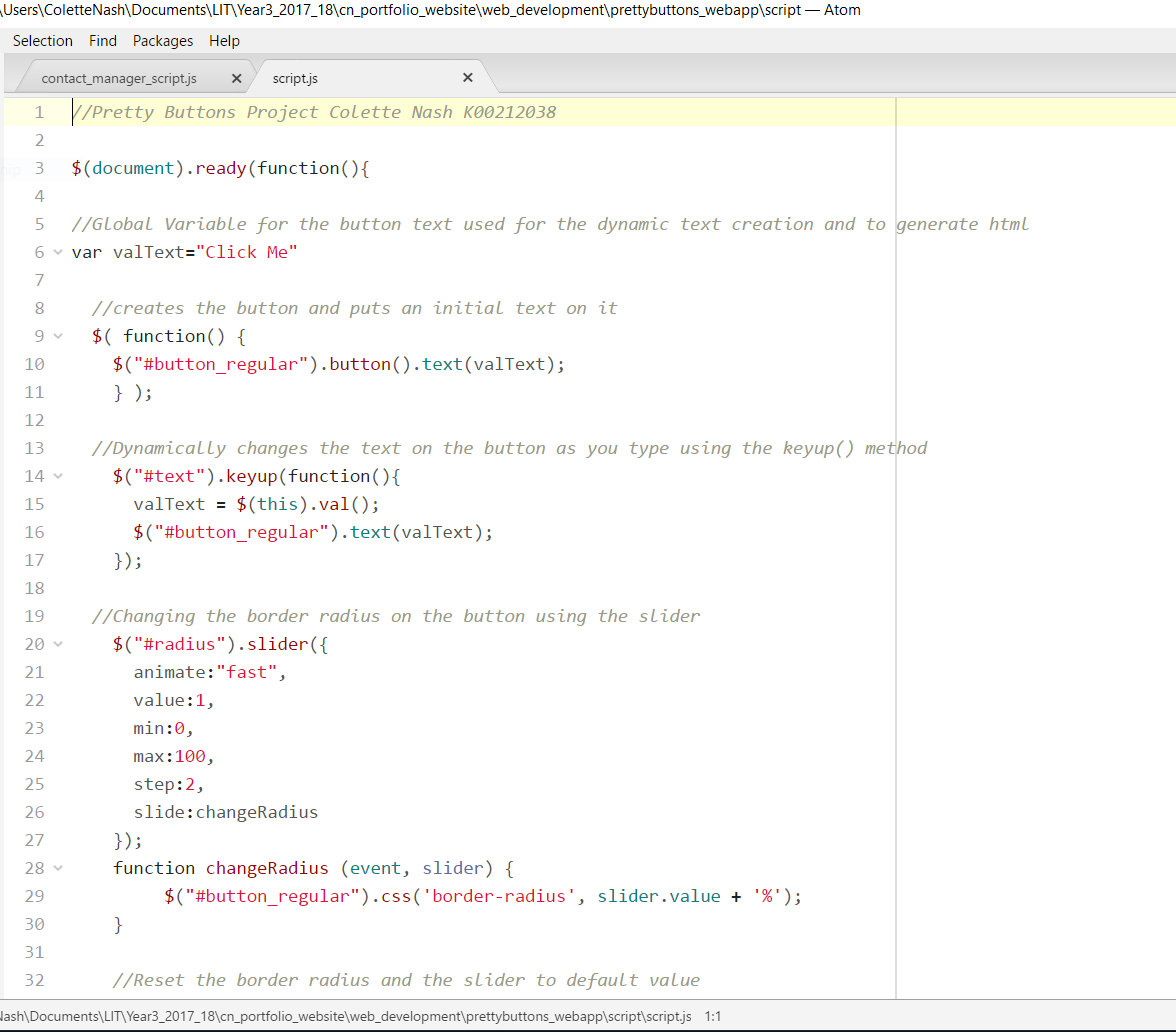 \Users\ColetteNash\Documents\LIT\Year3_2017_18\cn_portfolio_website\web_development\prettybuttons_webapp\script — Atom
Selection Find Packages Help
contact_manager_script.js × script.js ×
1 //Pretty Buttons Project Colette Nash K00212038
2
3 $(document).ready(function(){
4
5 //Global Variable for the button text used for the dynamic text creation and to generate html
6 var valText="Click Me"
7
8 //creates the button and puts an initial text on it
9 $( function() {
10 $("#button_regular").button().text(valText);
11 } );
12
13 //Dynamically changes the text on the button as you type using the keyup() method
14 $("#text").keyup(function(){
15 valText = $(this).val();
16 $("#button_regular").text(valText);
17 });
18
19 //Changing the border radius on the button using the slider
20 $("#radius").slider({
21 animate:"fast",
22 value:1,
23 min:0,
24 max:100,
25 step:2,
26 slide:changeRadius
27 });
28 function changeRadius (event, slider) {
29 $("#button_regular").css('border-radius', slider.value + '%');
30 }
31
32 //Reset the border radius and the slider to default value
Nash\Documents\LIT\Year3_2017_18\cn_portfolio_website\web_development\prettybuttons_webapp\script\script.js 1:1